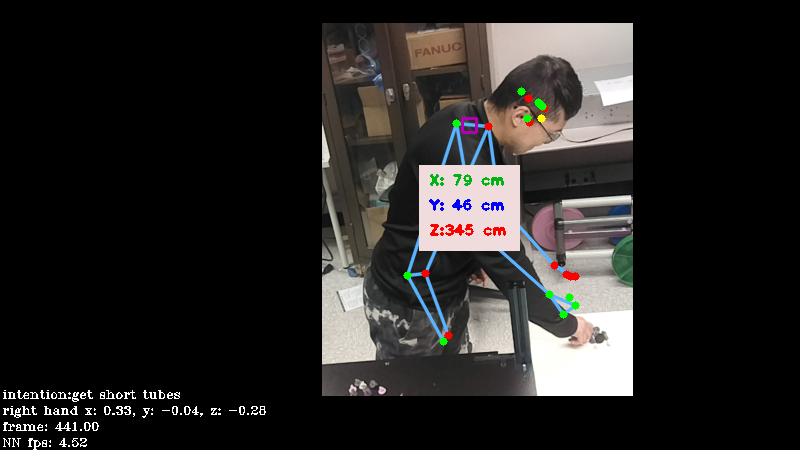 FANUC
X: 79 cm
Y: 46 cm
Z:345 cm
intention:get short tubes
right hand x: 0.33, y: -0.04, z: -0.28
frame: 441.00
NN fps: 4.52